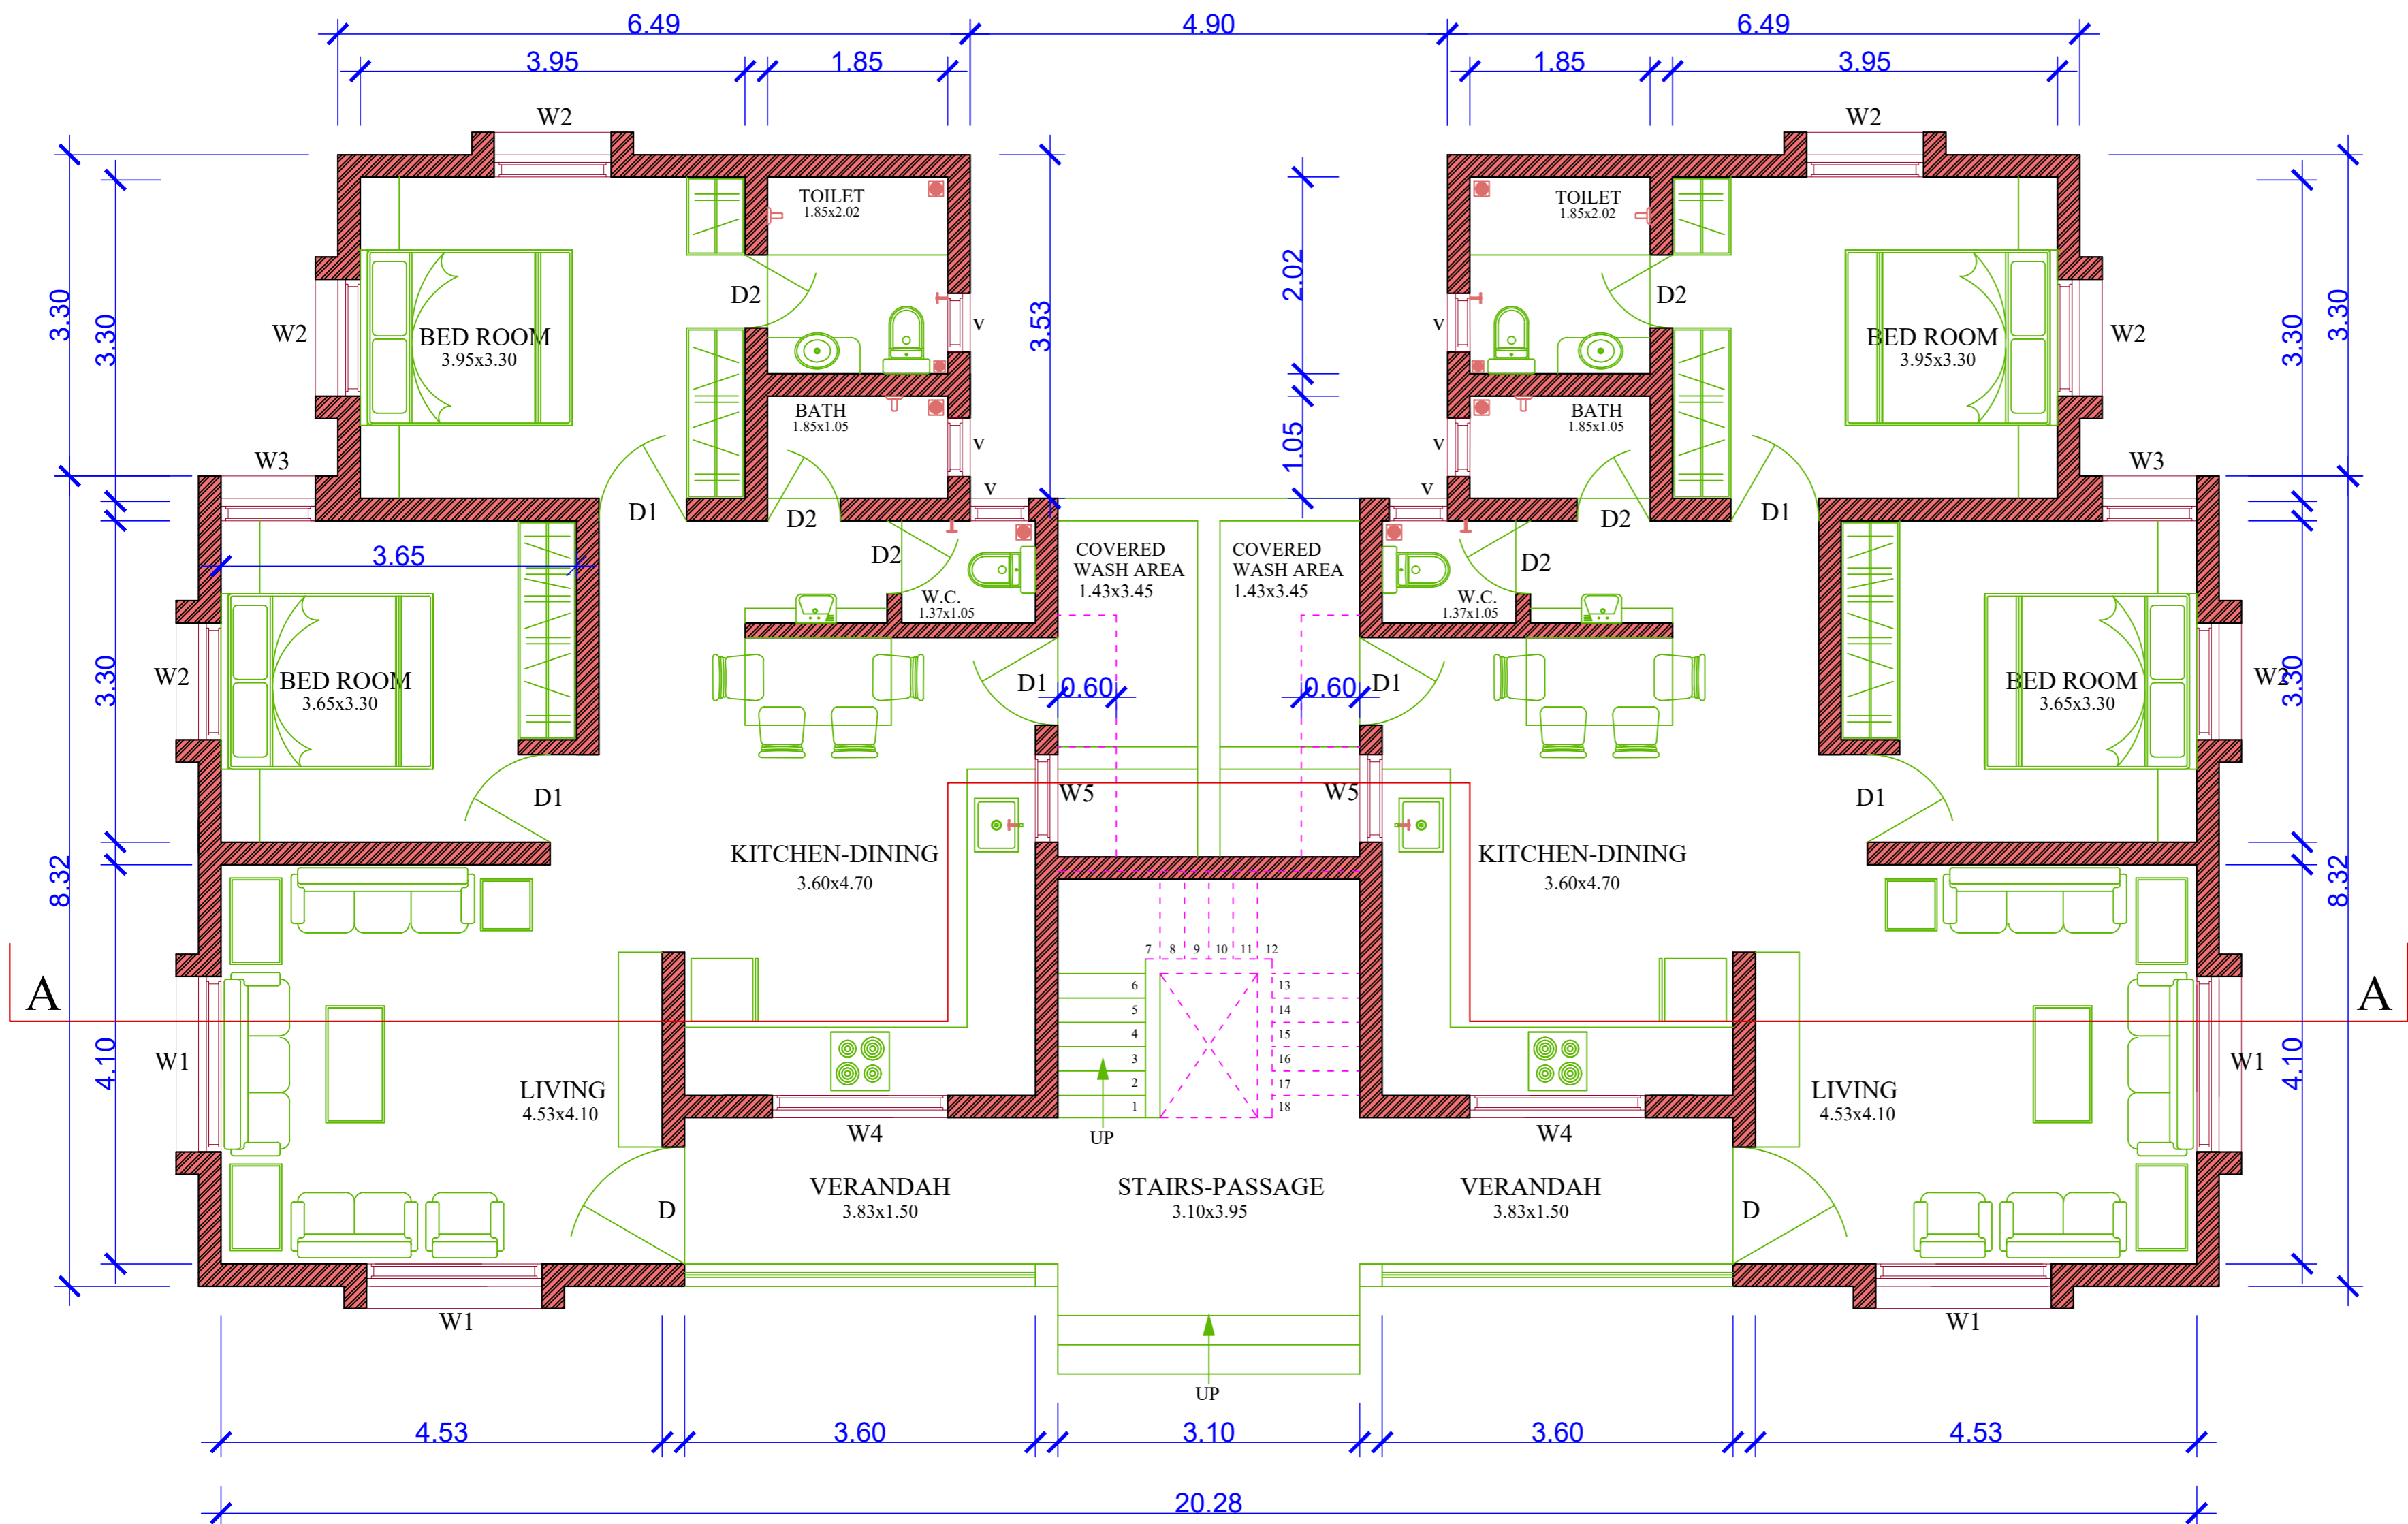 6.49 4.90 6.49
3.95 1.85 1.85 3.95
W2 W2
TOILET
1.85x2.02
TOILET
1.85x2.02
3.30
3.30
W2
BED ROOM
3.95x3.30
D2
v
3.53
2.02
v
D2
BED ROOM
3.95x3.30
W2
3.30
3.30
BATH
1.85x1.05
v
1.05
v
BATH
1.85x1.05
W3 W3
v v
D1 D2 D2 D1
3.65
D2
W.C.
1.37x1.05
COVERED
WASH AREA
1.43x3.45
COVERED
WASH AREA
1.43x3.45
D2
W.C.
1.37x1.05
3.30
W2
BED ROOM
3.65x3.30
D1 0.60 0.60 D1
BED ROOM
3.65x3.30
W2
3.30
D1 W5 W5 D1
8.32
KITCHEN-DINING
3.60x4.70
KITCHEN-DINING
3.60x4.70
8.32
7 8 9 10 11 12
6 13
5 14
4 15
3 16
2 17
1 18
A A
4.10
W1
LIVING
4.53x4.10
W4
UP
W4
LIVING
4.53x4.10
W1
4.10
D
VERANDAH
3.83x1.50
STAIRS-PASSAGE
3.10x3.95
VERANDAH
3.83x1.50
D
W1 W1
UP
4.53 3.60 3.10 3.60 4.53
20.28